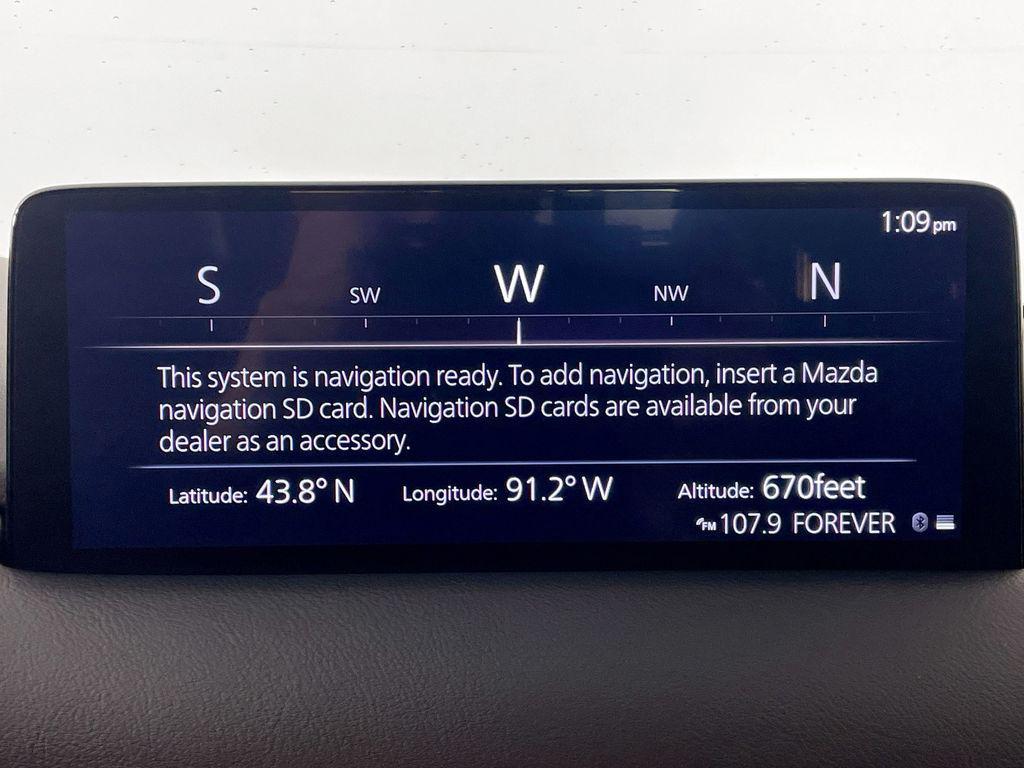 1:09 pm
S SW W NW N
This system is navigation ready. To add navigation, insert a Mazda
navigation SD card. Navigation SD cards are available from your
dealer as an accessory.
Latitude: 43.8° N Longitude: 91.2° W Altitude: 670feet
FM 107.9 FOREVER